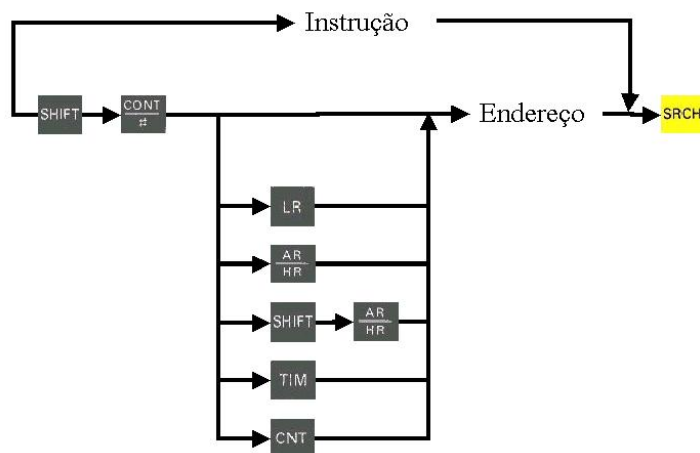 Instrução
SHIFT
CONT
#
Endereço
SRCH
LR
AR
HR
SHIFT
AR
HR
TIM
CNT